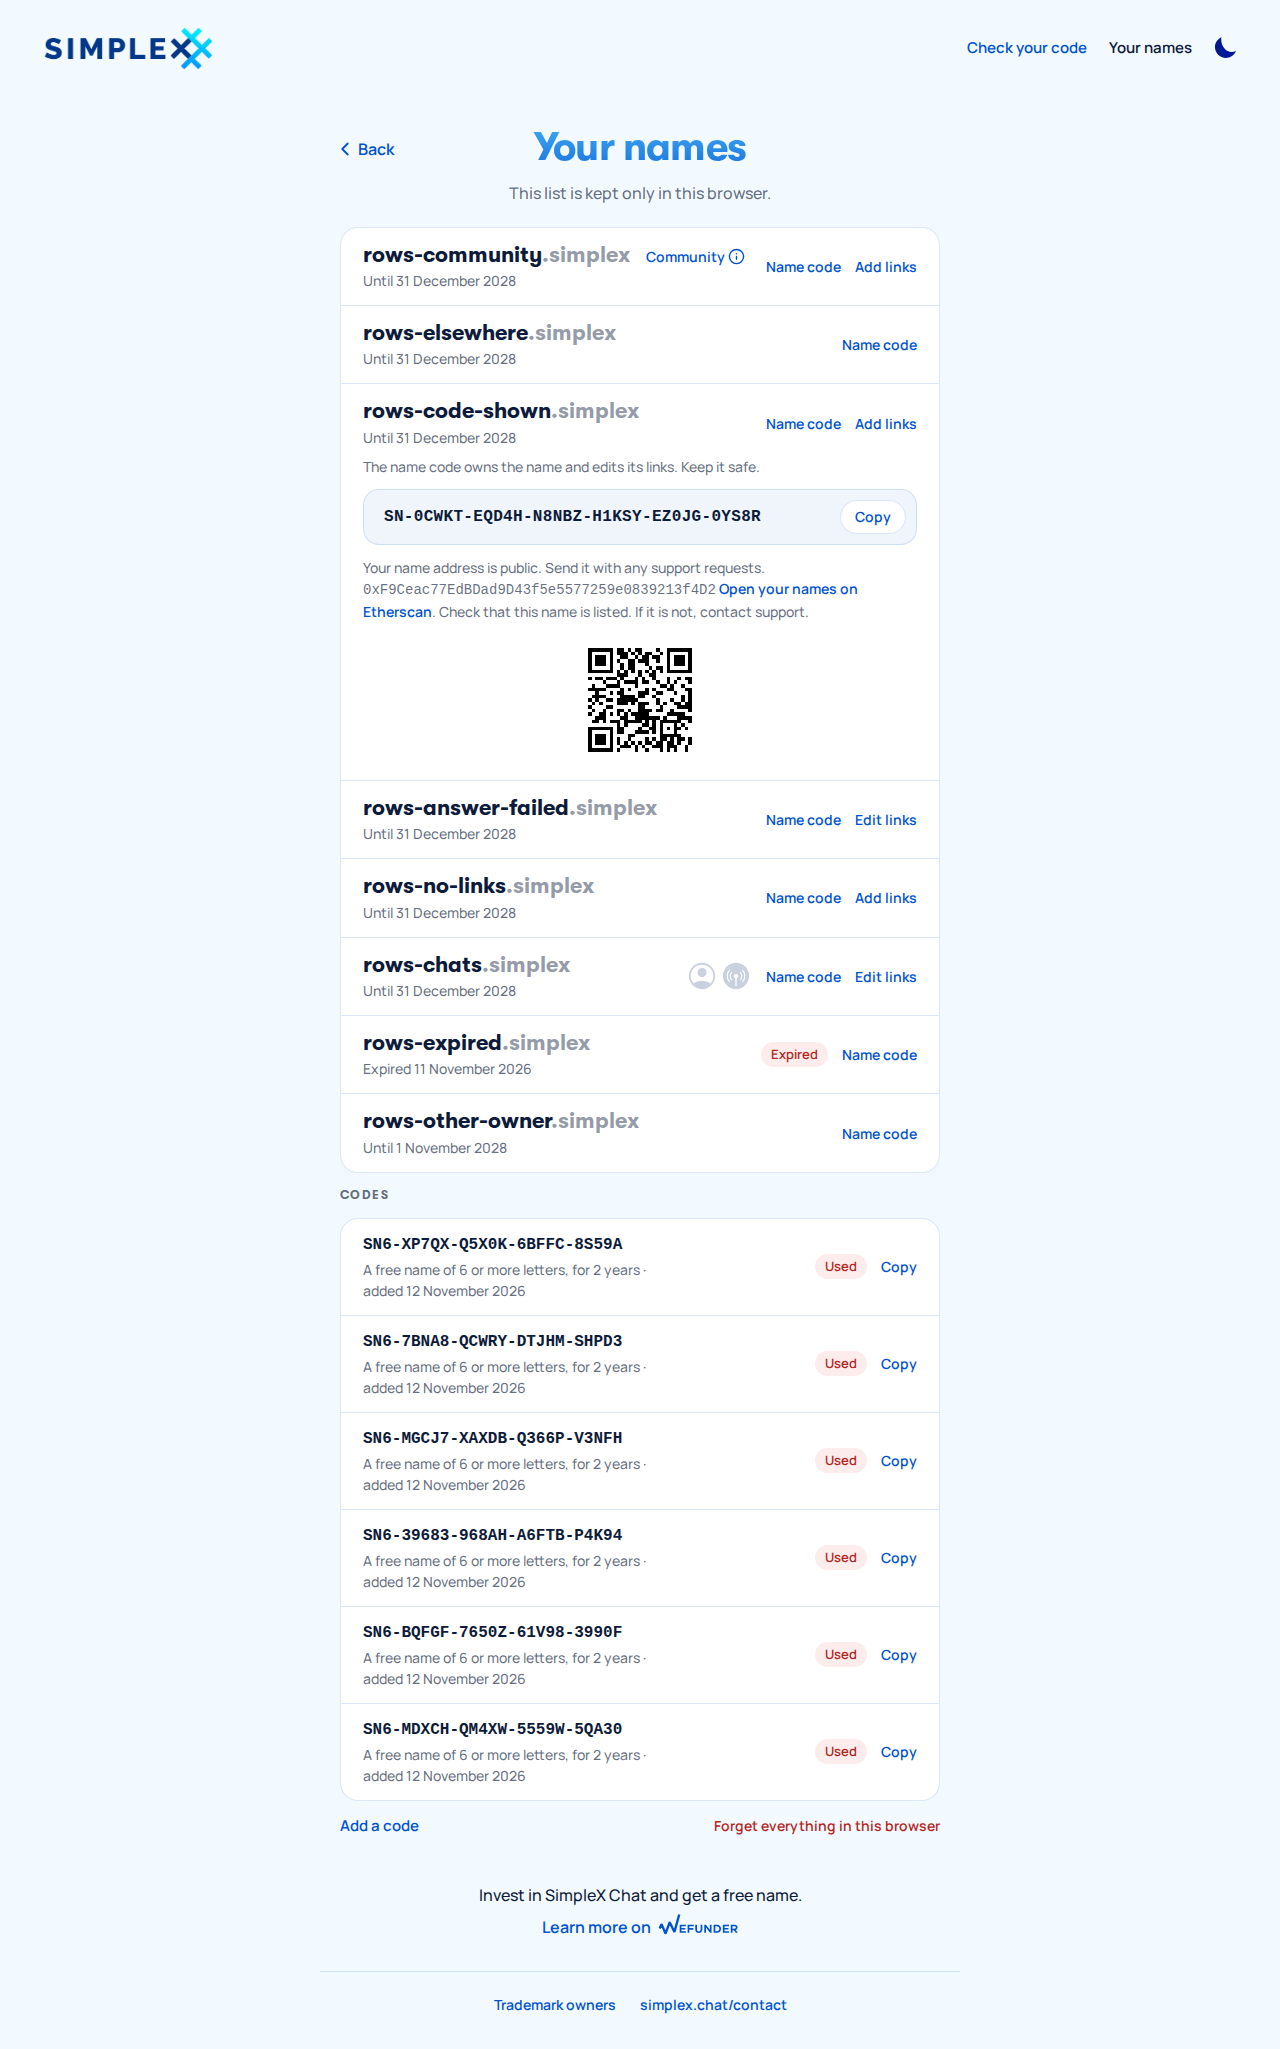 SIMPLEX
Check your code
Your names
Back
Your names
This list is kept only in this browser.
rows-community.simplex
Community
Until 31 December 2028
Name code
Add links
rows-elsewhere.simplex
Until 31 December 2028
Name code
rows-code-shown.simplex
Until 31 December 2028
Name code
Add links
The name code owns the name and edits its links. Keep it safe.
SN-0CWKT-EQD4H-N8NBZ-H1KSY-EZ0JG-0YS8R
Copy
Your name address is public. Send it with any support requests.
0xF9Ceac77EdBDad9D43f5e5577259e0839213f4D2 Open your names on
Etherscan. Check that this name is listed. If it is not, contact support.
rows-answer-failed.simplex
Until 31 December 2028
Name code
Edit links
rows-no-links.simplex
Until 31 December 2028
Name code
Add links
rows-chats.simplex
Until 31 December 2028
Name code
Edit links
rows-expired.simplex
Expired 11 November 2026
Expired
Name code
rows-other-owner.simplex
Until 1 November 2028
Name code
CODES
SN6-XP7QX-Q5X0K-6BFFC-8S59A
A free name of 6 or more letters, for 2 years ·
added 12 November 2026
Used
Copy
SN6-7BNA8-QCWRY-DTJHM-SHPD3
A free name of 6 or more letters, for 2 years ·
added 12 November 2026
Used
Copy
SN6-MGCJ7-XAXDB-Q366P-V3NFH
A free name of 6 or more letters, for 2 years ·
added 12 November 2026
Used
Copy
SN6-39683-968AH-A6FTB-P4K94
A free name of 6 or more letters, for 2 years ·
added 12 November 2026
Used
Copy
SN6-BQFGF-7650Z-61V98-3990F
A free name of 6 or more letters, for 2 years ·
added 12 November 2026
Used
Copy
SN6-MDXCH-QM4XW-5559W-5QA30
A free name of 6 or more letters, for 2 years ·
added 12 November 2026
Used
Copy
Add a code
Forget everything in this browser
Invest in SimpleX Chat and get a free name.
Learn more on WEFUNDER
Trademark owners
simplex.chat/contact